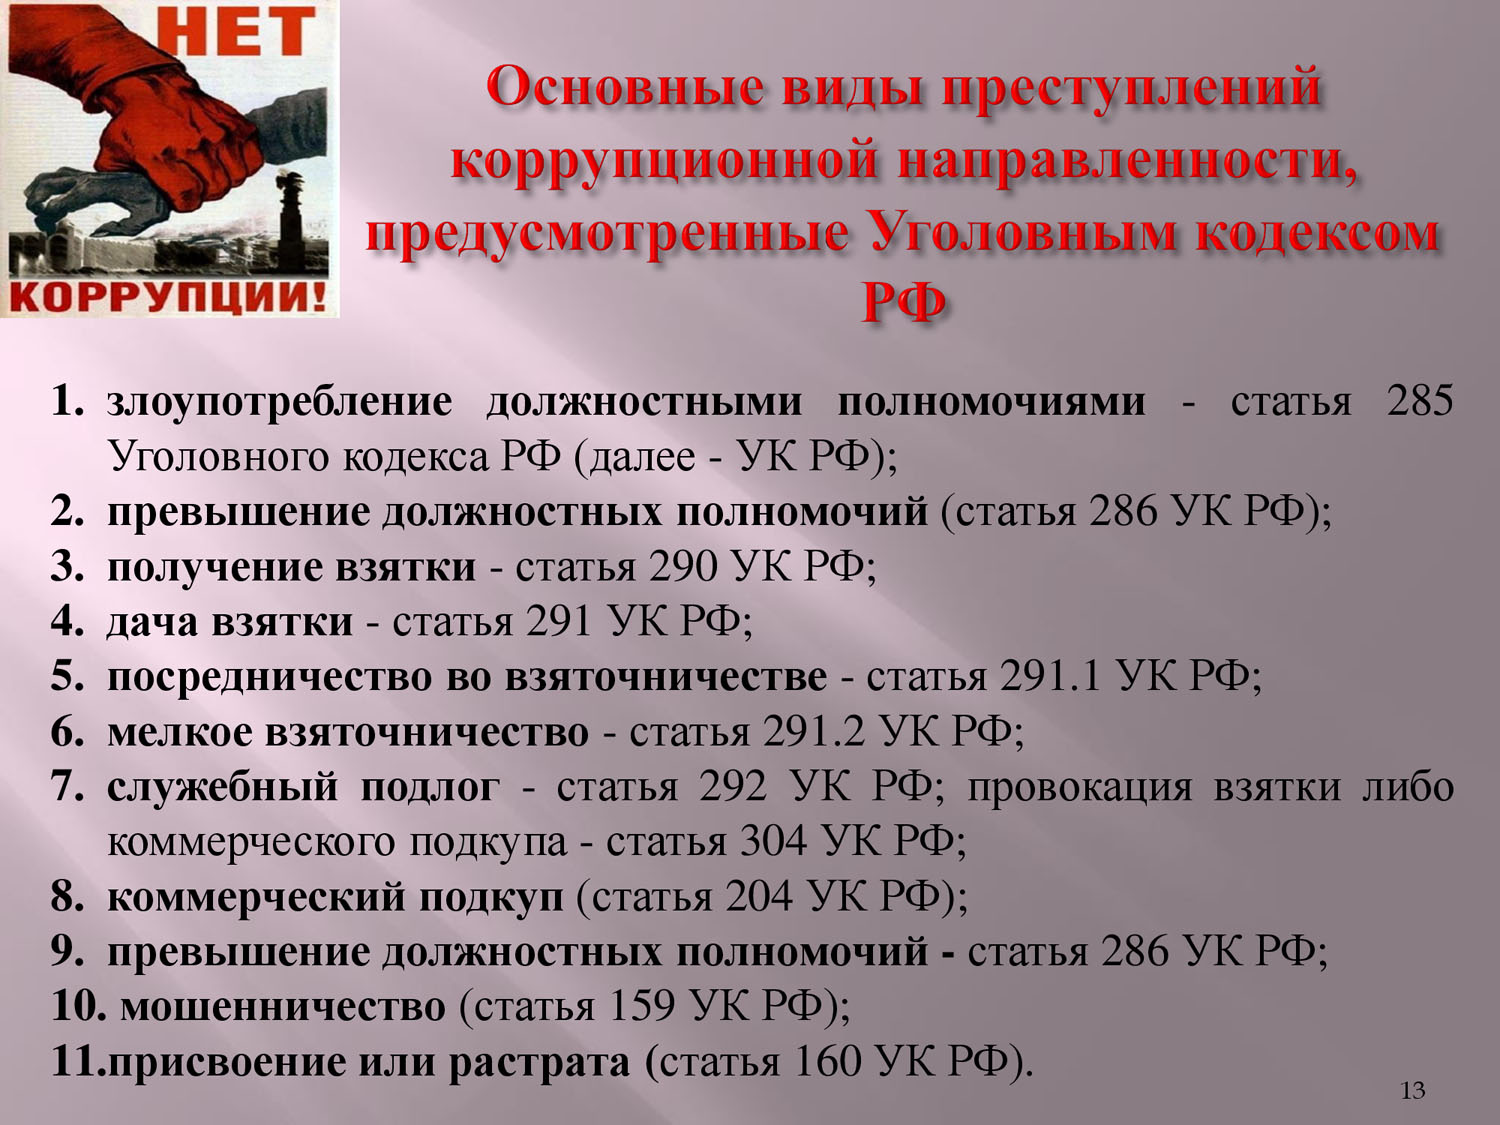 НЕТ
КОРРУПЦИИ!
Основные виды преступлений
коррупционной направленности,
предусмотренные Уголовным кодексом
РФ
1. злоупотребление должностными полномочиями - статья 285
Уголовного кодекса РФ (далее - УК РФ);
2. превышение должностных полномочий (статья 286 УК РФ);
3. получение взятки - статья 290 УК РФ;
4. дача взятки - статья 291 УК РФ;
5. посредничество во взяточничестве - статья 291.1 УК РФ;
6. мелкое взяточничество - статья 291.2 УК РФ;
7. служебный подлог - статья 292 УК РФ; провокация взятки либо
коммерческого подкупа - статья 304 УК РФ;
8. коммерческий подкуп (статья 204 УК РФ);
9. превышение должностных полномочий - статья 286 УК РФ;
10. мошенничество (статья 159 УК РФ);
11.присвоение или растрата (статья 160 УК РФ).
13